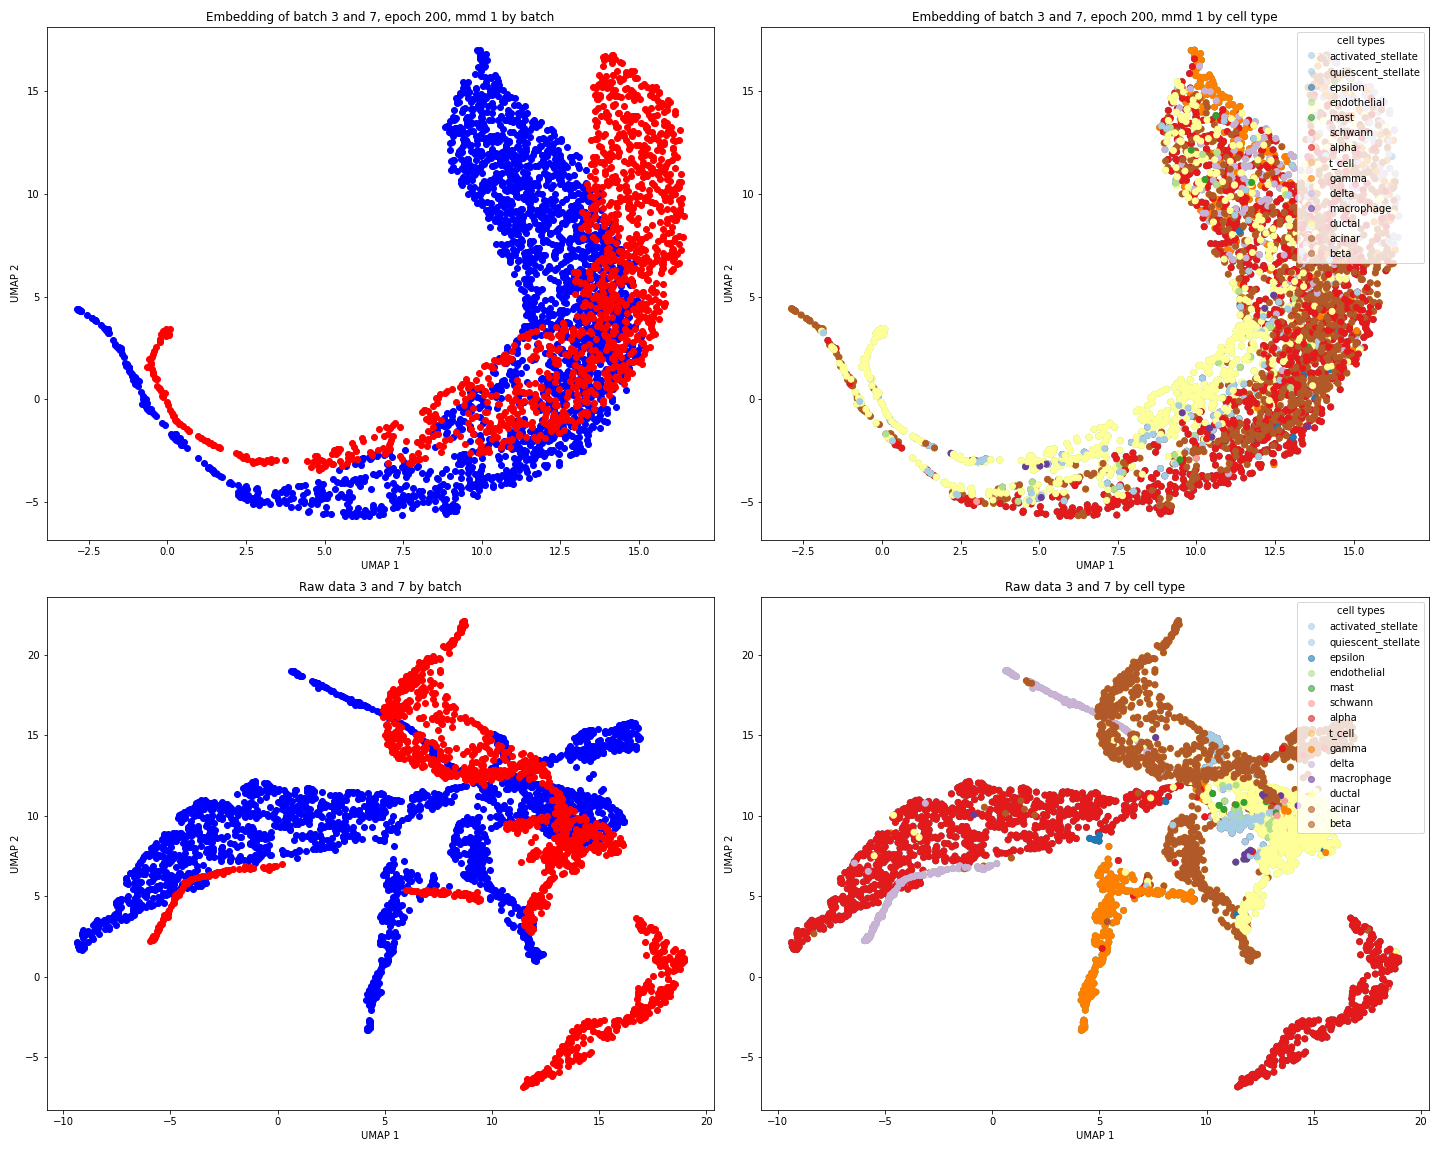 Embedding of batch 3 and 7, epoch 200, mmd 1 by batch
UMAP 2
15
10
5
0
−5
−2.5 0.0 2.5 5.0 7.5 10.0 12.5 15.0
UMAP 1
Embedding of batch 3 and 7, epoch 200, mmd 1 by cell type
UMAP 2
15
10
5
0
−5
−2.5 0.0 2.5 5.0 7.5 10.0 12.5 15.0
UMAP 1
cell types
activated_stellate
quiescent_stellate
epsilon
endothelial
mast
schwann
alpha
t_cell
gamma
delta
macrophage
ductal
acinar
beta
Raw data 3 and 7 by batch
UMAP 2
20
15
10
5
0
−5
−10 −5 0 5 10 15 20
UMAP 1
Raw data 3 and 7 by cell type
UMAP 2
20
15
10
5
0
−5
−10 −5 0 5 10 15 20
UMAP 1
cell types
activated_stellate
quiescent_stellate
epsilon
endothelial
mast
schwann
alpha
t_cell
gamma
delta
macrophage
ductal
acinar
beta